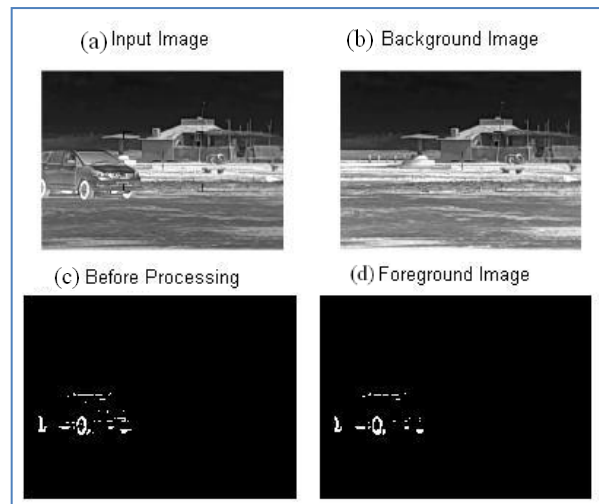 (a) Input Image
(b) Background Image
(c) Before Processing
(d) Foreground Image